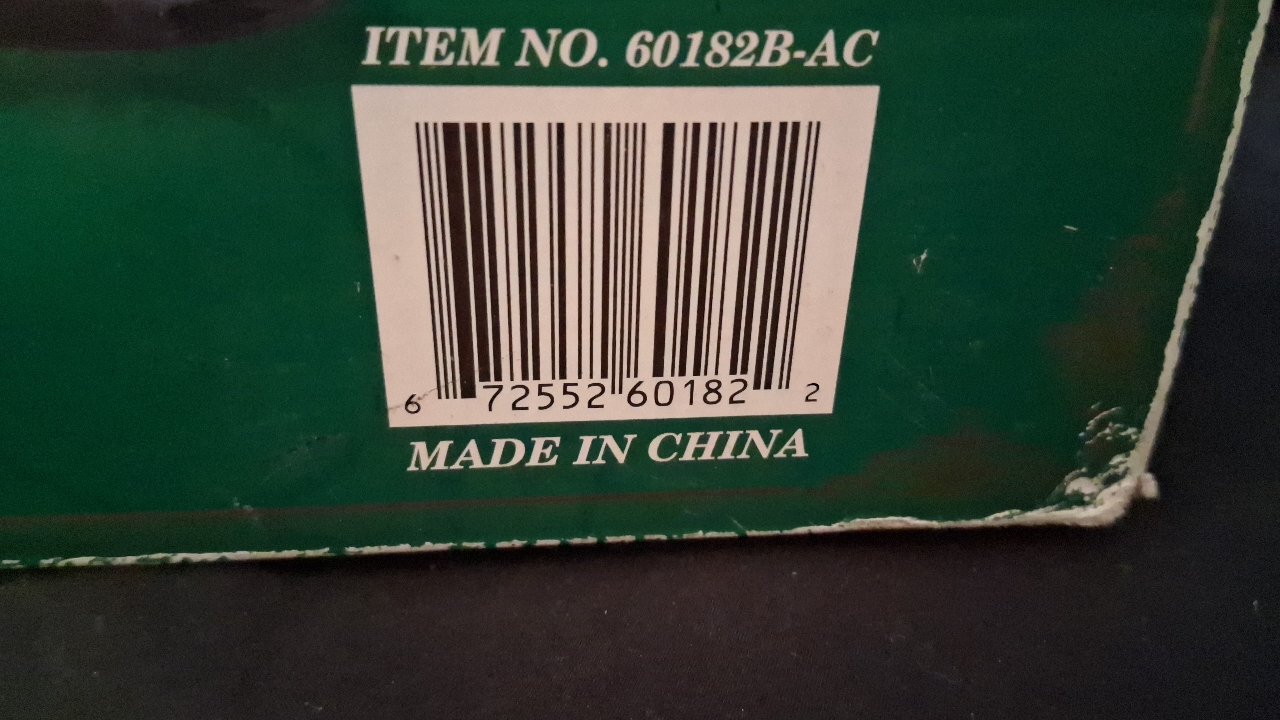 ITEM NO. 60182B-AC
6 72552 60182 2
MADE IN CHINA